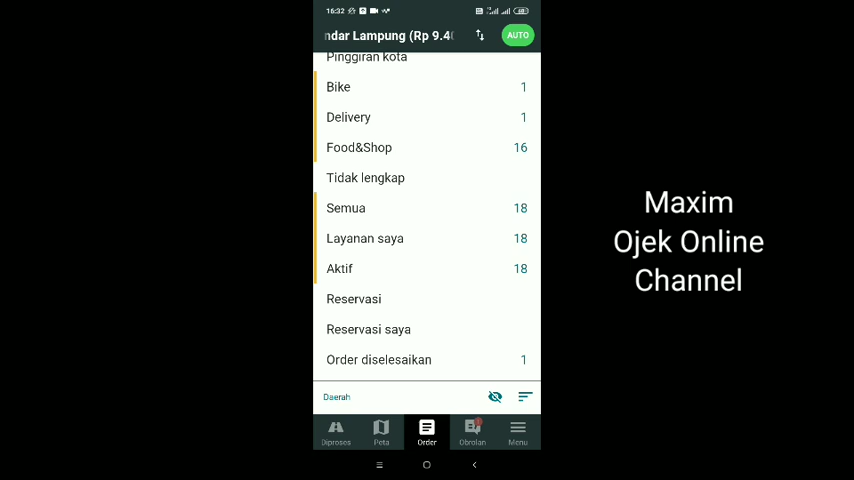 16:32
ndar Lampung (Rp 9.40
AUTO
Pinggiran kota
Bike 1
Delivery 1
Food&Shop 16
Tidak lengkap
Semua 18
Layanan saya 18
Aktif 18
Reservasi
Reservasi saya
Order diselesaikan 1
Daerah
Diproses Peta Order Obrolan Menu
Maxim
Ojek Online
Channel